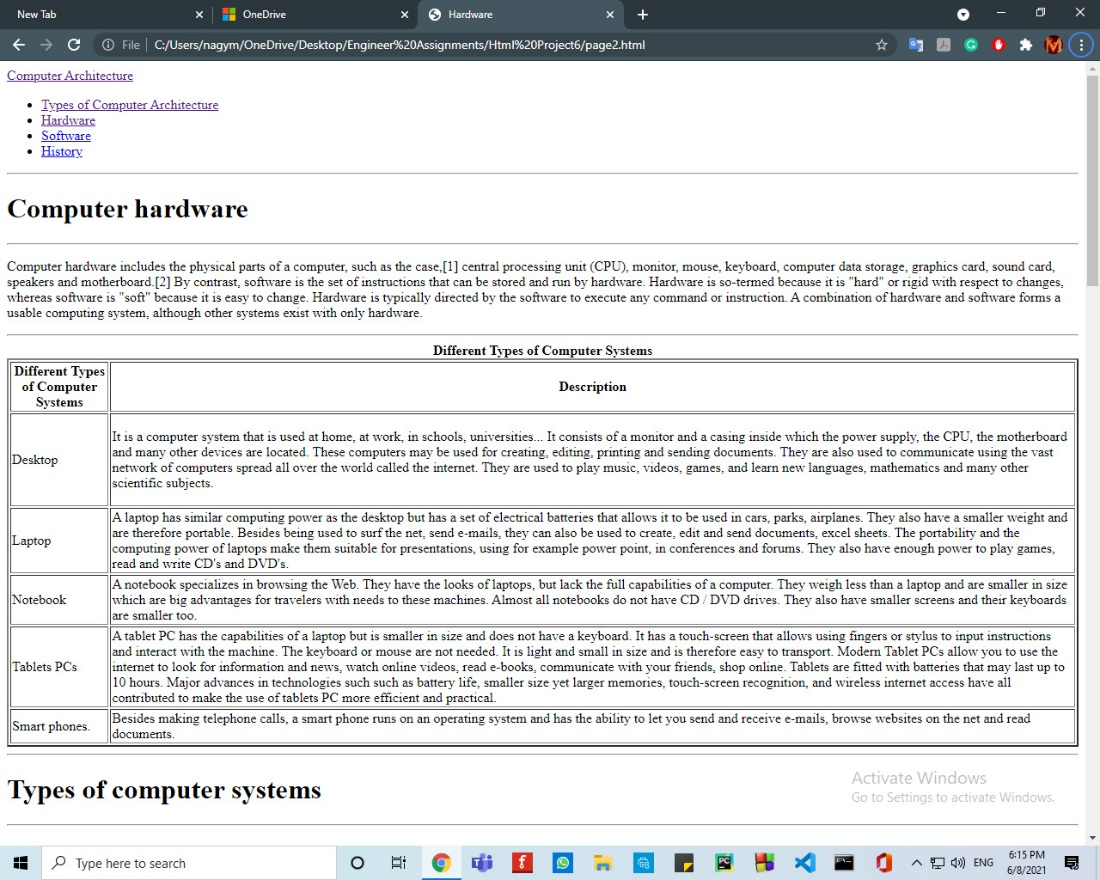 New Tab
OneDrive
Hardware
File
C:/Users/nagym/OneDrive/Desktop/Engineer%20Assignments/Html%20Project6/page2.html
Computer Architecture
Types of Computer Architecture
Hardware
Software
History
Computer hardware
Computer hardware includes the physical parts of a computer, such as the case,[1] central processing unit (CPU), monitor, mouse, keyboard, computer data storage, graphics card, sound card,
speakers and motherboard.[2] By contrast, software is the set of instructions that can be stored and run by hardware. Hardware is so-termed because it is "hard" or rigid with respect to changes,
whereas software is "soft" because it is easy to change. Hardware is typically directed by the software to execute any command or instruction. A combination of hardware and software forms a
usable computing system, although other systems exist with only hardware.
Different Types of Computer Systems
Different Types
of Computer
Systems
Description
Desktop
It is a computer system that is used at home, at work, in schools, universities... It consists of a monitor and a casing inside which the power supply, the CPU, the motherboard
and many other devices are located. These computers may be used for creating, editing, printing and sending documents. They are also used to communicate using the vast
network of computers spread all over the world called the internet. They are used to play music, videos, games, and learn new languages, mathematics and many other
scientific subjects.
Laptop
A laptop has similar computing power as the desktop but has a set of electrical batteries that allows it to be used in cars, parks, airplanes. They also have a smaller weight and
are therefore portable. Besides being used to surf the net, send e-mails, they can also be used to create, edit and send documents, excel sheets. The portability and the
computing power of laptops make them suitable for presentations, using for example power point, in conferences and forums. They also have enough power to play games,
read and write CD's and DVD's.
Notebook
A notebook specializes in browsing the Web. They have the looks of laptops, but lack the full capabilities of a computer. They weigh less than a laptop and are smaller in size
which are big advantages for travelers with needs to these machines. Almost all notebooks do not have CD / DVD drives. They also have smaller screens and their keyboards
are smaller too.
Tablets PCs
A tablet PC has the capabilities of a laptop but is smaller in size and does not have a keyboard. It has a touch-screen that allows using fingers or stylus to input instructions
and interact with the machine. The keyboard or mouse are not needed. It is light and small in size and is therefore easy to transport. Modern Tablet PCs allow you to use the
internet to look for information and news, watch online videos, read e-books, communicate with your friends, shop online. Tablets are fitted with batteries that may last up to
10 hours. Major advances in technologies such such as battery life, smaller size yet larger memories, touch-screen recognition, and wireless internet access have all
contributed to make the use of tablets PC more efficient and practical.
Smart phones.
Besides making telephone calls, a smart phone runs on an operating system and has the ability to let you send and receive e-mails, browse websites on the net and read
documents.
Types of computer systems
Activate Windows
Go to Settings to activate Windows.
Type here to search
ENG
6:15 PM
6/8/2021